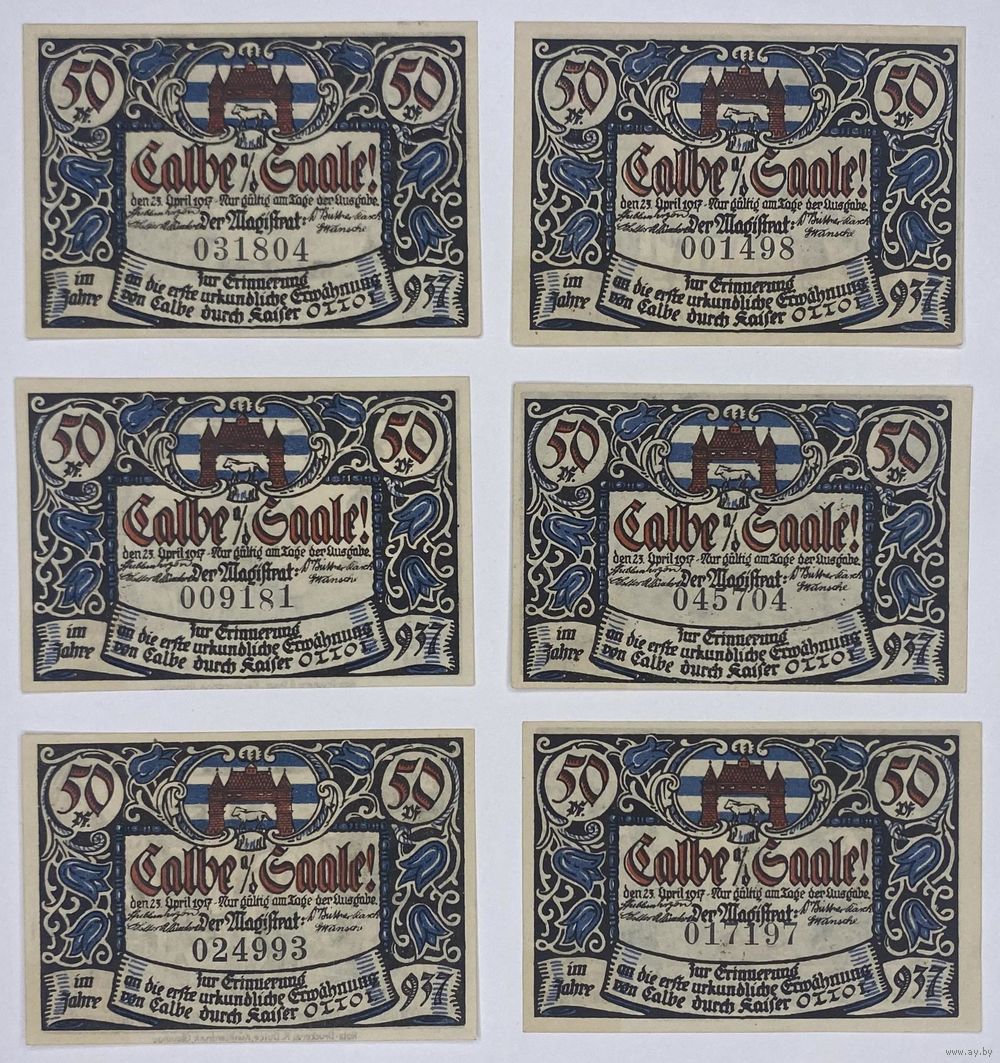 50 Pf. 50 Pf.
Calbe a/S Saale!
den 23. April 1917 - Nur gültig am Tage der Ausgabe.
Der Magistrat:
Wänsche
031804
im Jahre
Zur Erinnerung
an die erste urkundliche Erwähnung
von Calbe durch Kaiser OTTO I
937
50 Pf. 50 Pf.
Calbe a/S Saale!
den 23. April 1917 - Nur gültig am Tage der Ausgabe.
Der Magistrat:
Wänsche
001498
im Jahre
Zur Erinnerung
an die erste urkundliche Erwähnung
von Calbe durch Kaiser OTTO I
937
50 Pf. 50 Pf.
Calbe a/S Saale!
den 23. April 1917 - Nur gültig am Tage der Ausgabe.
Der Magistrat:
Wänsche
009181
im Jahre
Zur Erinnerung
an die erste urkundliche Erwähnung
von Calbe durch Kaiser OTTO I
937
50 Pf. 50 Pf.
Calbe a/S Saale!
den 23. April 1917 - Nur gültig am Tage der Ausgabe.
Der Magistrat:
Wänsche
045704
im Jahre
Zur Erinnerung
an die erste urkundliche Erwähnung
von Calbe durch Kaiser OTTO I
937
50 Pf. 50 Pf.
Calbe a/S Saale!
den 23. April 1917 - Nur gültig am Tage der Ausgabe.
Der Magistrat:
Wänsche
024993
im Jahre
Zur Erinnerung
an die erste urkundliche Erwähnung
von Calbe durch Kaiser OTTO I
937
50 Pf. 50 Pf.
Calbe a/S Saale!
den 23. April 1917 - Nur gültig am Tage der Ausgabe.
Der Magistrat:
Wänsche
017197
im Jahre
Zur Erinnerung
an die erste urkundliche Erwähnung
von Calbe durch Kaiser OTTO I
937
www.ay.by